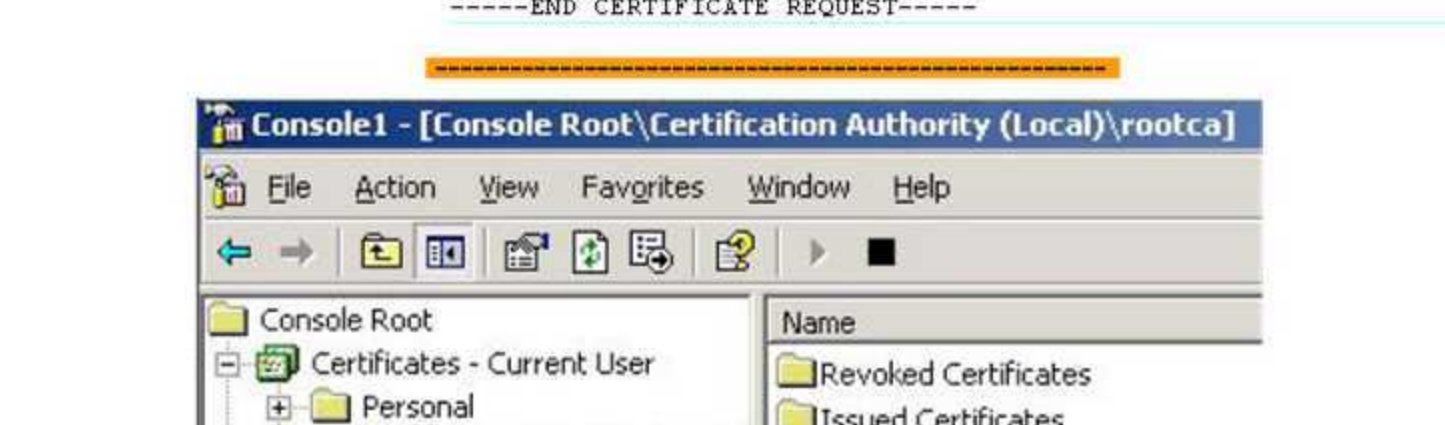 -----END CERTIFICATE REQUEST-----
------------------------------------------------------
Console1 - [Console Root\Certification Authority (Local)\rootca]
File Action View Favorites Window Help
Console Root
Name
Certificates - Current User
Revoked Certificates
Personal
Issued Certificates